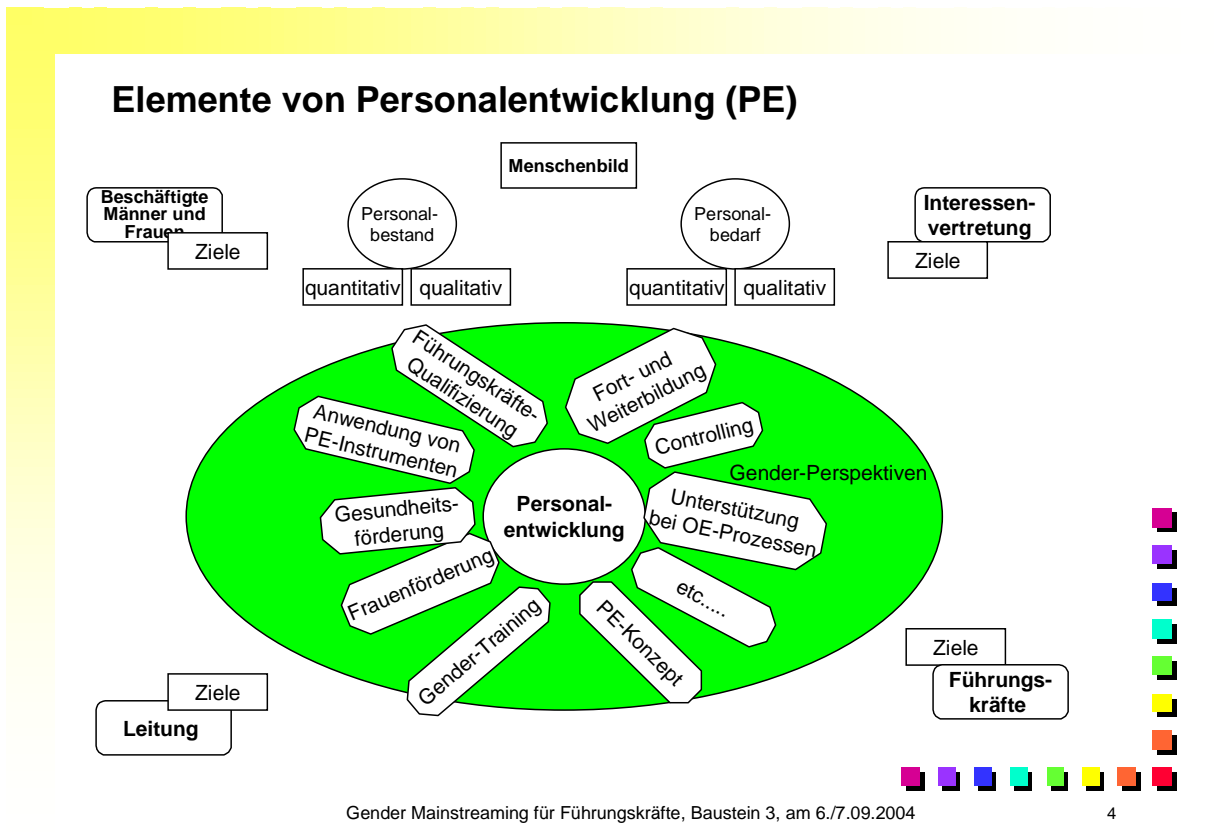 Elemente von Personalentwicklung (PE)
Menschenbild
Beschäftigte
Männer und
Frauen
Ziele
Personal-
bestand
quantitativ
qualitativ
Personal-
bedarf
quantitativ
qualitativ
Interessen-
vertretung
Ziele
Führungskräfte-
Qualifizierung
Fort- und
Weiterbildung
Anwendung von
PE-Instrumenten
Controlling
Gender-Perspektiven
Gesundheits-
förderung
Personal-
entwicklung
Unterstützung
bei OE-Prozessen
Frauenförderung
etc.....
Gender-Training
PE-Konzept
Ziele
Leitung
Ziele
Führungs-
kräfte
Gender Mainstreaming für Führungskräfte, Baustein 3, am 6./7.09.2004
4